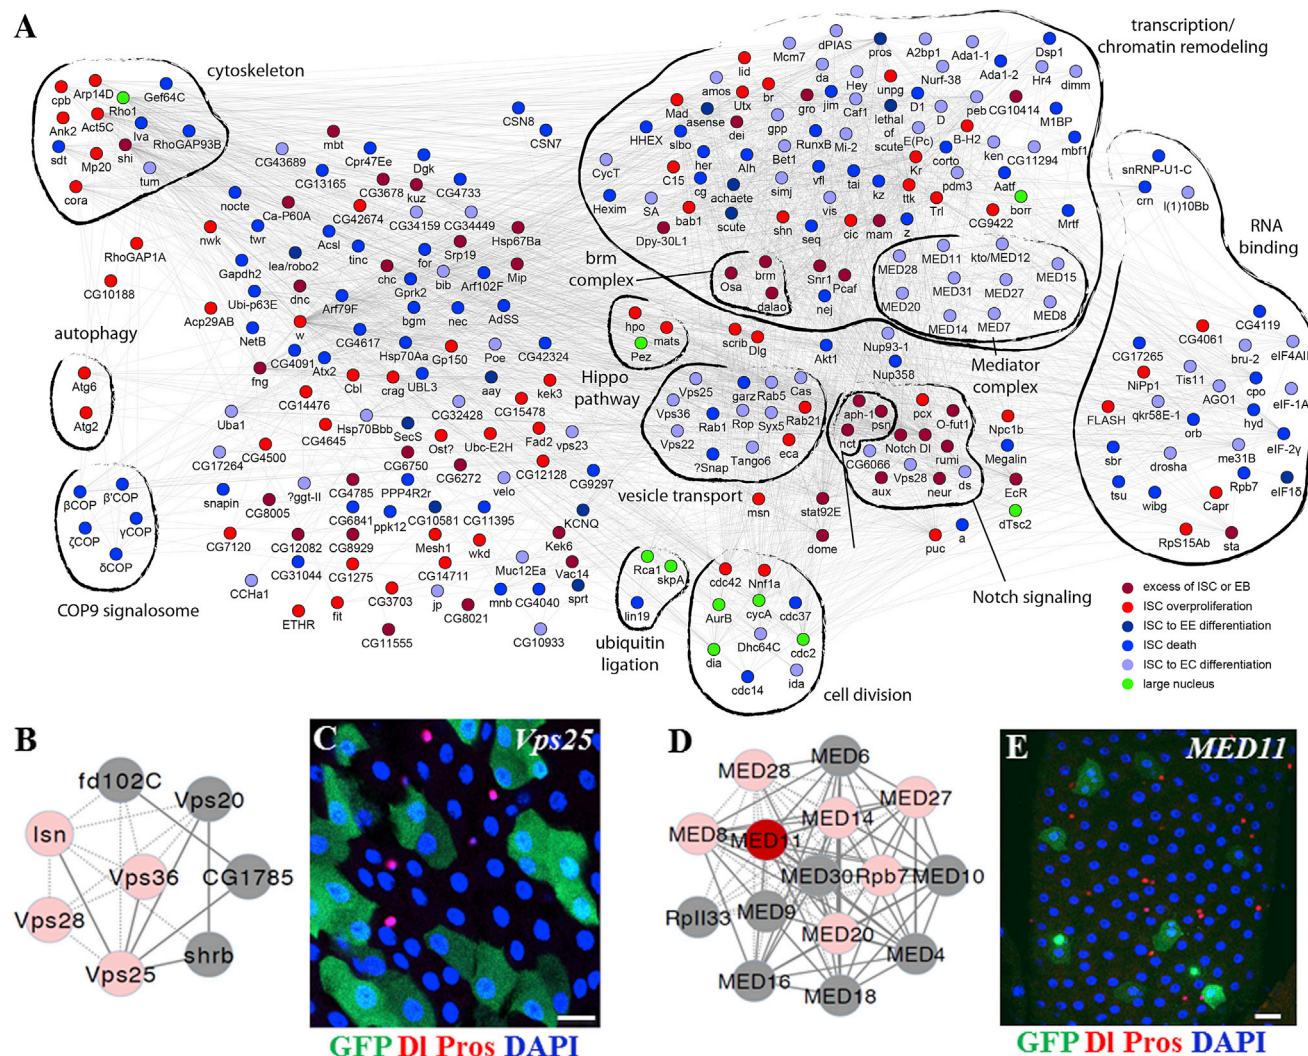 A
cytoskeleton
cpb
Arp14D
Rho1
Gef64C
Ank2
Act5C
lva
RhoGAP93B
sdt
Mp20
shi
tum
cora
transcription/
chromatin remodeling
Mcm7
dPIAS
pros
A2bp1
Ada1-1
Dsp1
lid
amos
da
Nurf-38
Ada1-2
Hr4
dimm
Utx
br
Hey
unpg
Mad
asense
gro
jim
Caf1
lethal of scute
D1
D
peb
CG10414
M1BP
HHEX
slbo
dei
gpp
RunxB
Mi-2
E(Pc)
B-H2
her
Alh
Bet1
corto
ken
CG11294
mbf1
CycT
C15
cg
achaete
simj
vfl
tai
kz
Kr
pdm3
Aatf
Hexim
SA
bab1
scute
shn
vis
seq
cic
mam
ttk
z
Trl
CG9422
borr
Mrtf
Dpy-30L1
brm
complex
Osa
brm
dalao
Snr1
Pcaf
nej
MED28
MED11
kto/MED12
MED15
MED20
MED31
MED27
MED14
MED7
MED8
Mediator
complex
snRNP-U1-C
crn
l(1)10Bb
RNA
binding
CG4119
CG4061
CG17265
bru-2
eIF4AIII
NiPp1
Tis11
AGO1
cpo
eIF-1A
FLASH
qkr58E-1
orb
hyd
sbr
drosha
me31B
eIF-2γ
tsu
wibg
Capr
Rpb7
eIF1δ
RpS15Ab
sta
CSN8
CSN7
mbt
CG43689
Cpr47Ee
Dgk
CG13165
CG3678
kuz
CG4733
nocte
Ca-P60A
CG42674
CG34159
CG34449
nwk
twr
Acsl
tinc
for
Srp19
Hsp67Ba
RhoGAP1A
Gapdh2
lea/robo2
chc
bib
Arf102F
Mip
CG10188
Ubi-p63E
dnc
Gprk2
Acp29AB
Arf79F
bgm
nec
AdSS
w
NetB
CG4617
Hsp70Aa
Poe
CG42324
CG4091
Atx2
Gp150
fng
Cbl
crag
UBL3
aay
kek3
CG14476
CG32428
CG15478
Uba1
CG4645
Hsp70Bbb
SecS
Ost?
Ubc-E2H
Fad2
vps23
CG17264
CG4500
CG6750
CG6272
CG12128
velo
CG9297
snapin
?ggt-II
CG4785
PPP4R2r
CG8005
CG6841
ppk12
CG10581
CG11395
KCNQ
CG7120
CG12082
CG8929
Mesh1
wkd
Kek6
CG31044
CG1275
CG14711
Muc12Ea
Vac14
CCHa1
CG3703
jp
mnb
CG4040
sprt
ETHR
fit
CG8021
CG11555
CG10933
autophagy
Atg6
Atg2
βCOP
β'COP
ζCOP
γCOP
δCOP
COP9 signalosome
hpo
mats
Pez
Hippo
pathway
scrib
Dlg
Akt1
Nup93-1
Nup358
Vps25
garz
Rab5
Cas
Vps36
Rab1
Rop
Syx5
Rab21
Vps22
?Snap
Tango6
eca
vesicle transport
aph-1
psn
pcx
O-fut1
nct
Notch
Dl
rumi
CG6066
Vps28
ds
aux
neur
Notch signaling
Npc1b
Megalin
EcR
dTsc2
msn
stat92E
dome
puc
a
Rca1
skpA
lin19
ubiquitin
ligation
cdc42
Nnf1a
AurB
cycA
cdc37
dia
Dhc64C
cdc2
cdc14
ida
cell division
excess of ISC or EB
ISC overproliferation
ISC to EE differentiation
ISC death
ISC to EC differentiation
large nucleus
B
fd102C
Vps20
lsn
Vps36
CG1785
Vps28
Vps25
shrb
C
Vps25
GFP Dl Pros DAPI
D
MED6
MED28
MED27
MED14
MED8
MED11
MED30
Rpb7
MED10
RpII33
MED9
MED20
MED4
MED16
MED18
E
MED11
GFP Dl Pros DAPI